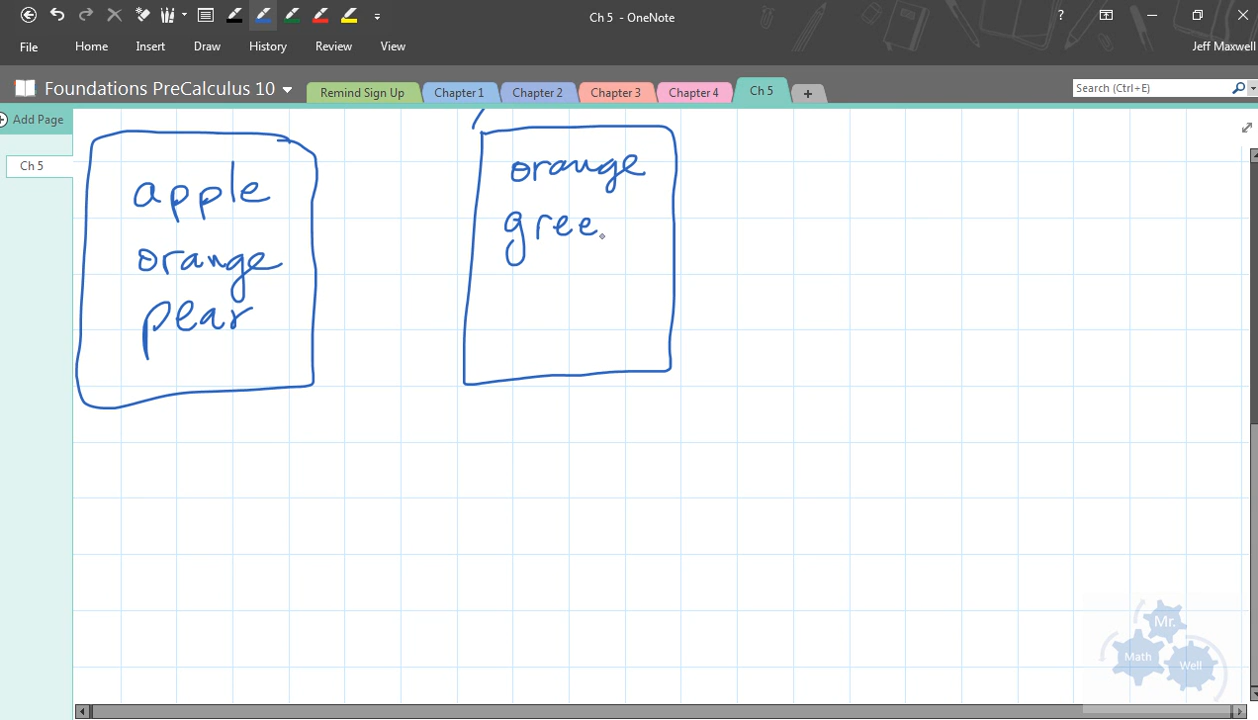 Ch 5 - OneNote
?
File
Home
Insert
Draw
History
Review
View
Jeff Maxwell
Foundations PreCalculus 10
Remind Sign Up
Chapter 1
Chapter 2
Chapter 3
Chapter 4
Ch 5
+
Search (Ctrl+E)
Add Page
Ch 5
apple
orange
pear
orange
gree
Mr.
Math
Well